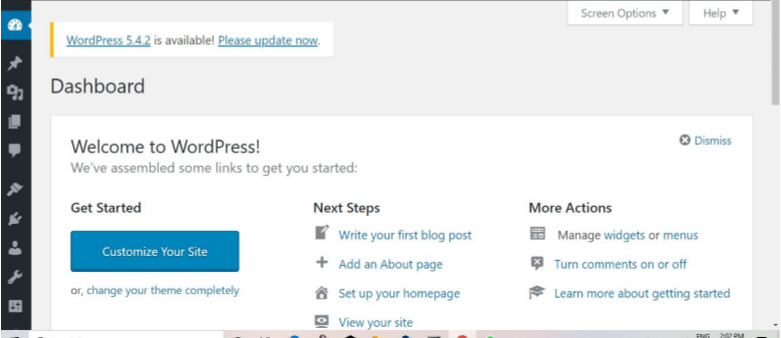 Screen Options ▼ Help ▼
WordPress 5.4.2 is available! Please update now.
Dashboard
Welcome to WordPress!
Dismiss
We've assembled some links to get you started:
Get Started
Customize Your Site
or, change your theme completely
Next Steps
Write your first blog post
Add an About page
Set up your homepage
View your site
More Actions
Manage widgets or menus
Turn comments on or off
Learn more about getting started
ENG 2:02 PM